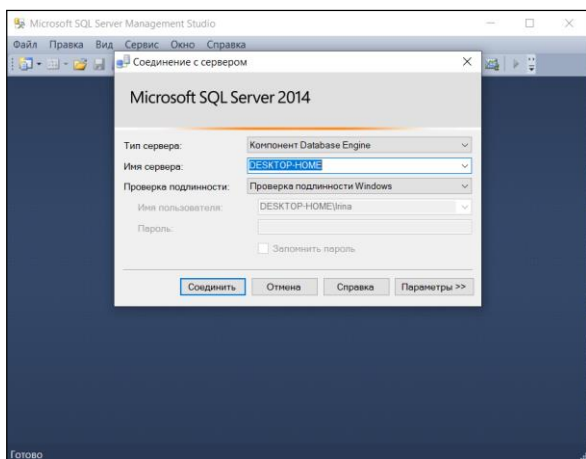 Microsoft SQL Server Management Studio
Файл Правка Вид Сервис Окно Справка
Соединение с сервером
Microsoft SQL Server 2014
Тип сервера: Компонент Database Engine
Имя сервера: DESKTOP-HOME
Проверка подлинности: Проверка подлинности Windows
Имя пользователя: DESKTOP-HOME\Irina
Пароль:
Запомнить пароль
Соединить Отмена Справка Параметры >>
Готово